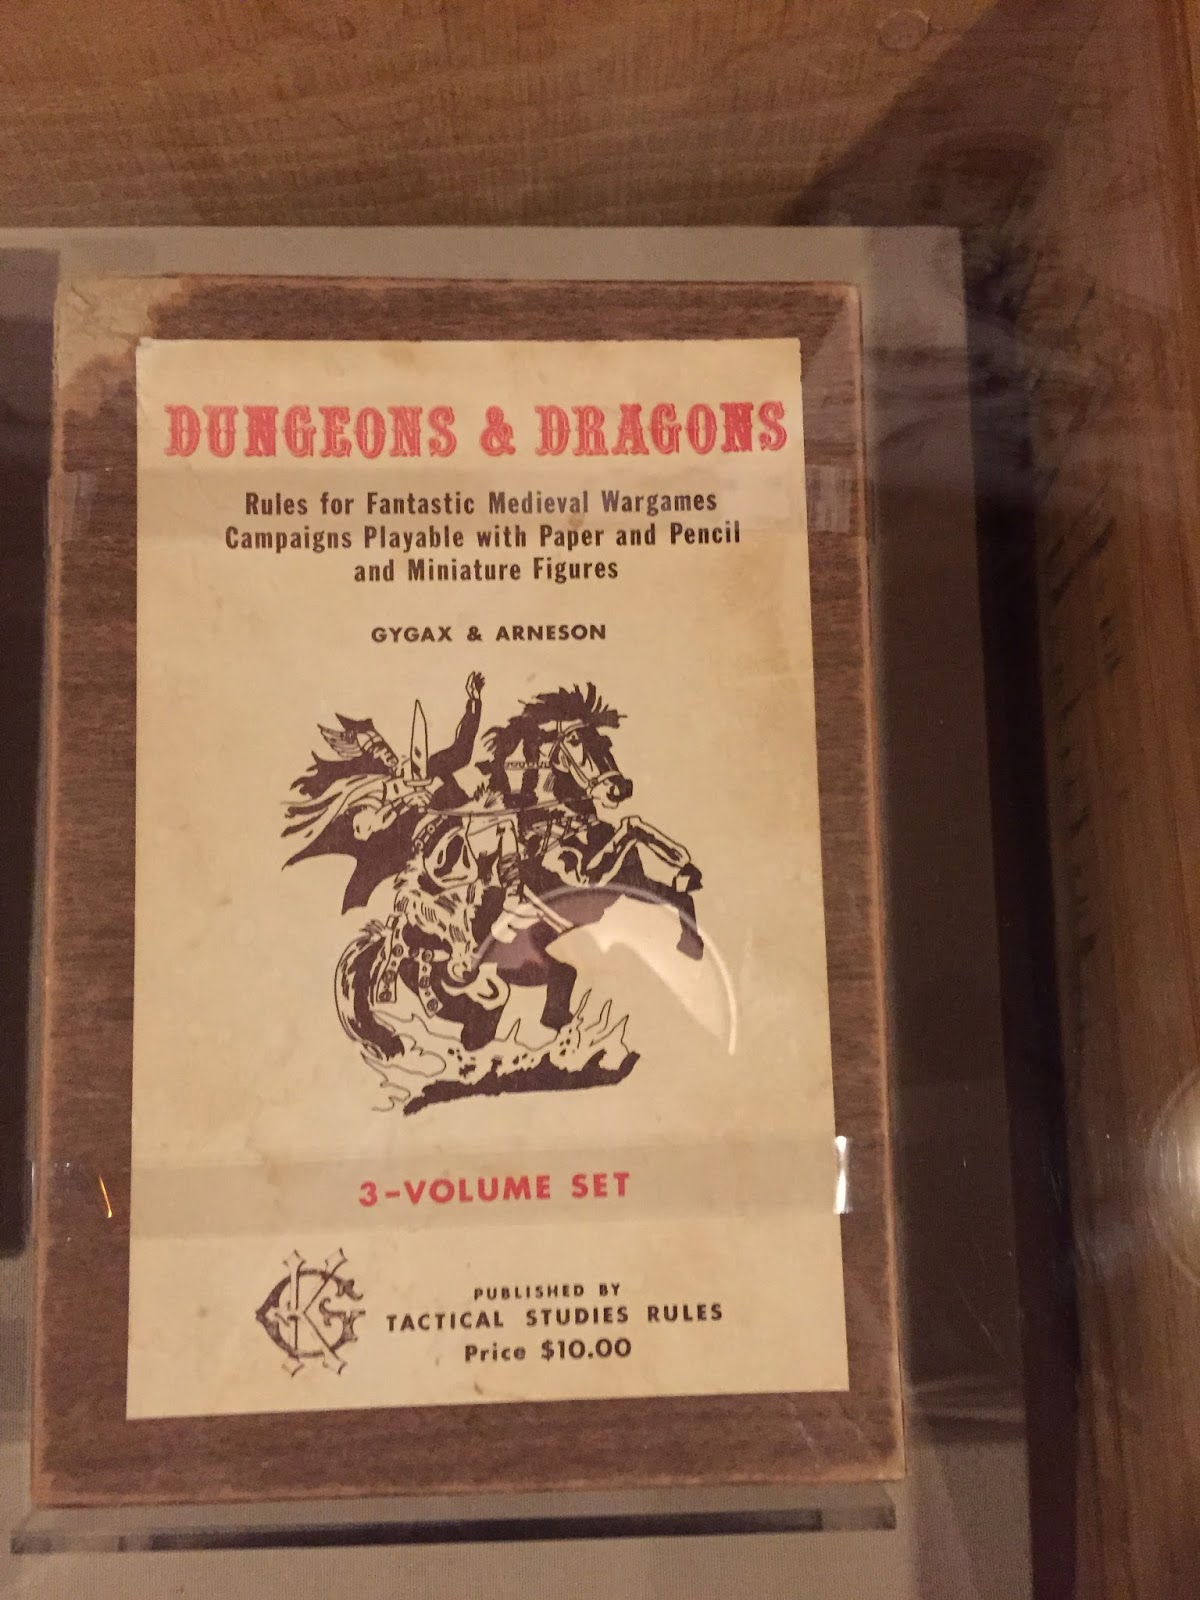 DUNGEONS & DRAGONS
Rules for Fantastic Medieval Wargames
Campaigns Playable with Paper and Pencil
and Miniature Figures
GYGAX & ARNESON
3-VOLUME SET
GK
PUBLISHED BY
TACTICAL STUDIES RULES
Price $10.00